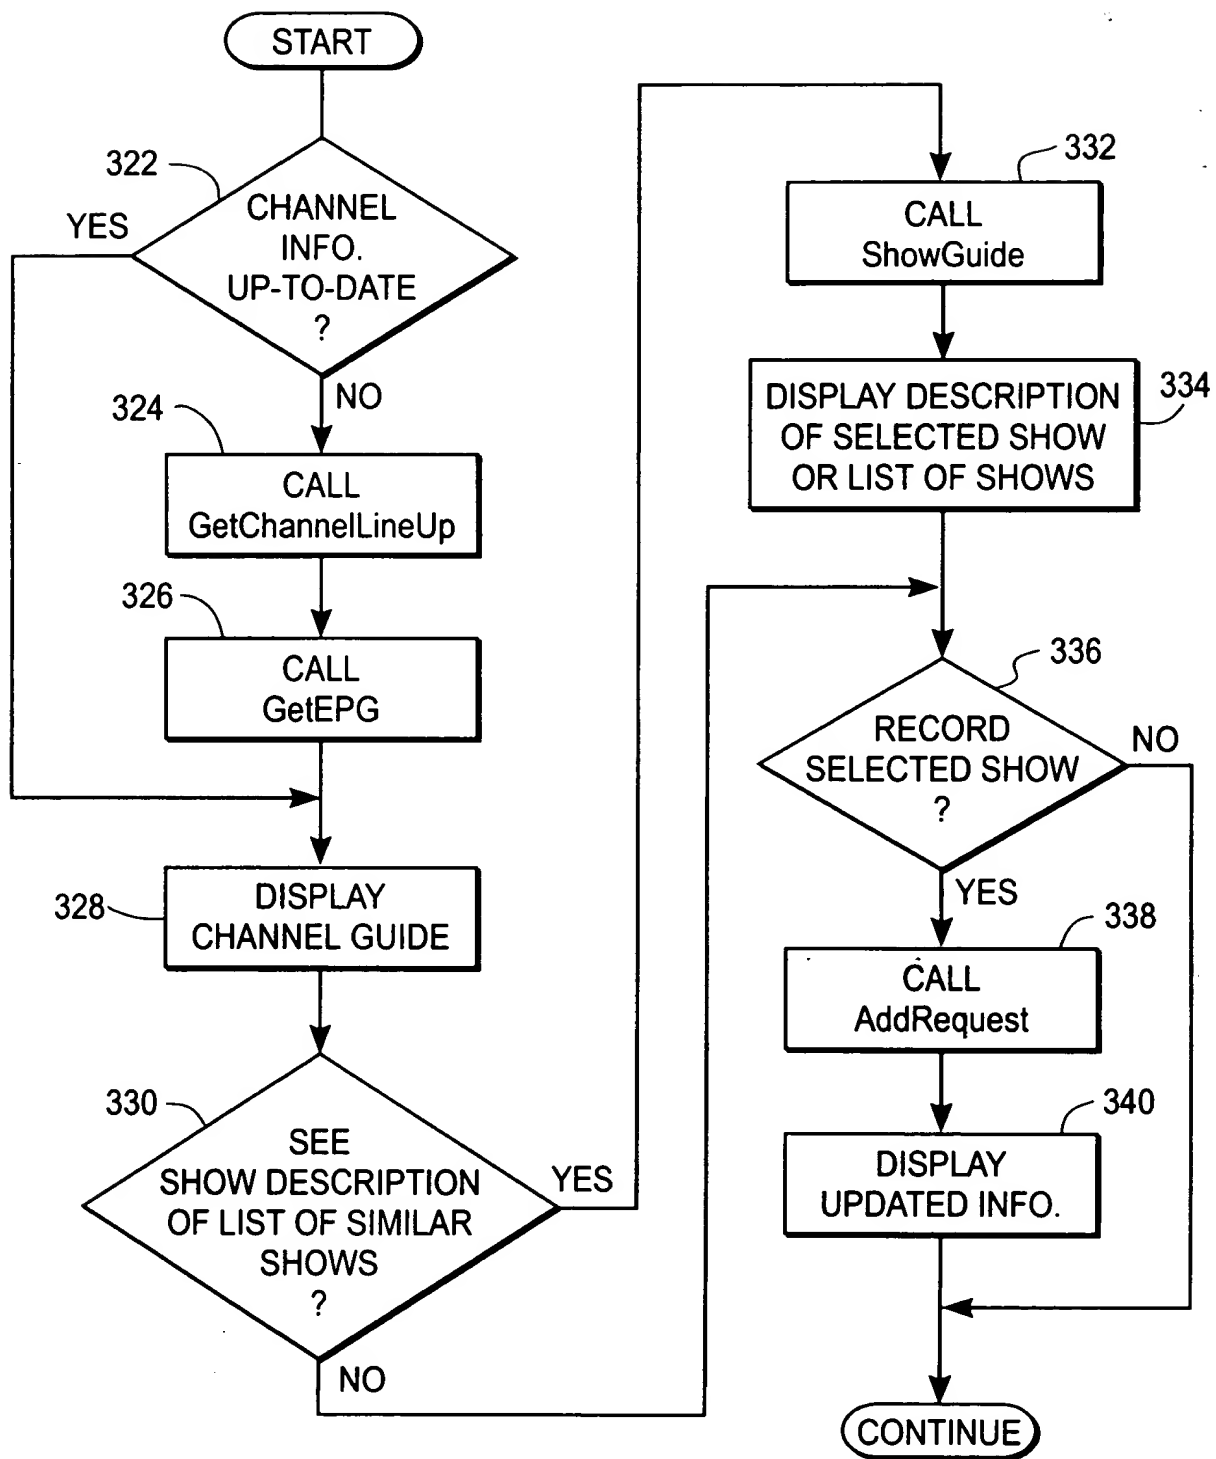 START
322
CHANNEL
INFO.
UP-TO-DATE
?
YES
NO
324
CALL
GetChannelLineUp
326
CALL
GetEPG
328
DISPLAY
CHANNEL GUIDE
330
SEE
SHOW DESCRIPTION
OF LIST OF SIMILAR
SHOWS
?
YES
NO
332
CALL
ShowGuide
334
DISPLAY DESCRIPTION
OF SELECTED SHOW
OR LIST OF SHOWS
336
RECORD
SELECTED SHOW
?
NO
YES
338
CALL
AddRequest
340
DISPLAY
UPDATED INFO.
CONTINUE